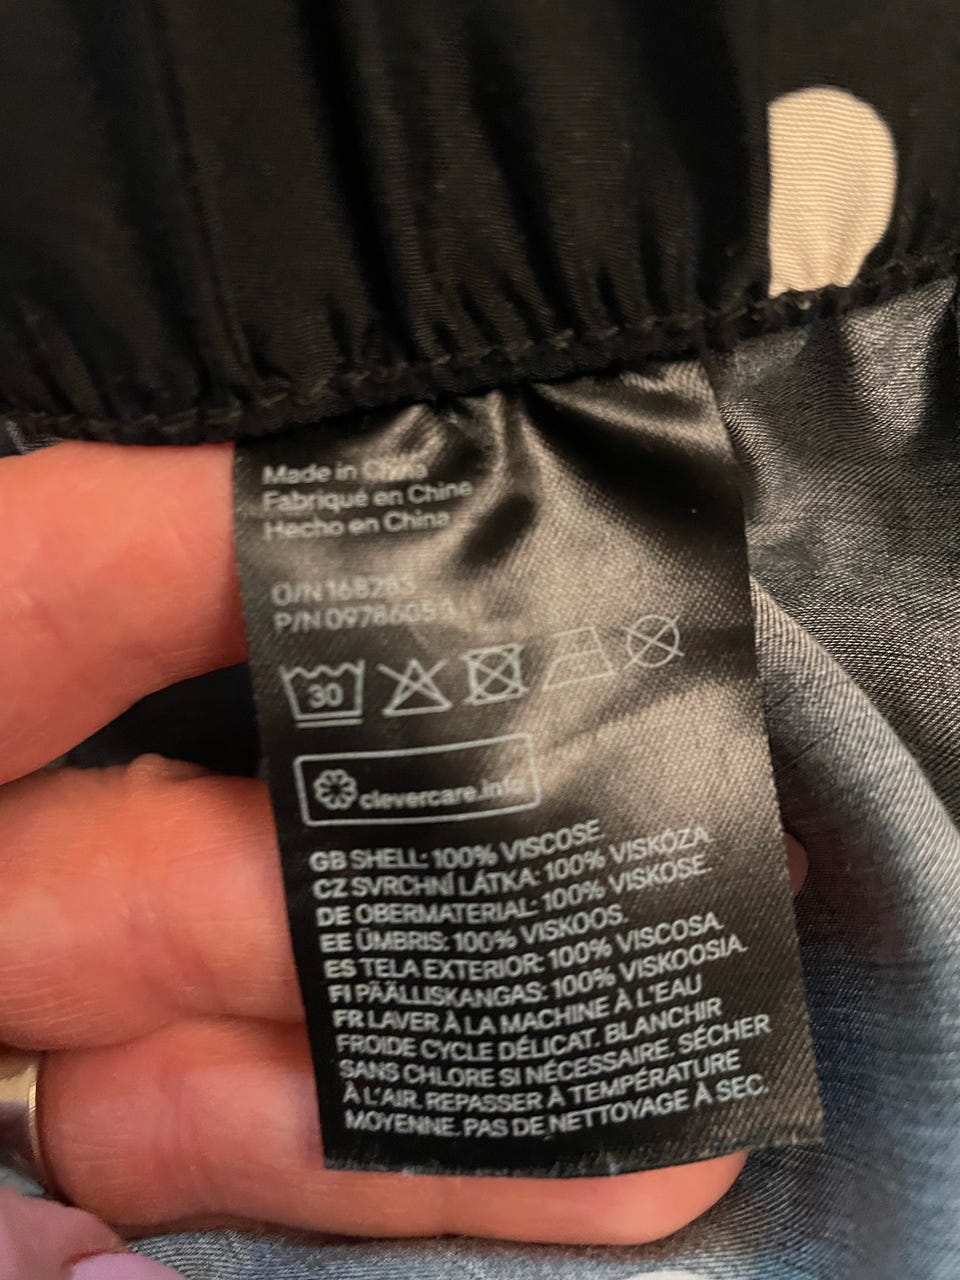 Made in China
Fabriqué en Chine
Hecho en China
O/N
P/N
30
clevercare.info
GB SHELL: 100% VISCOSE.
CZ SVRCHNÍ LÁTKA: 100% VISKÓZA.
DE OBERMATERIAL: 100% VISKOSE.
EE ÜMBRIS: 100% VISKOOS.
ES TELA EXTERIOR: 100% VISCOSA.
FI PÄÄLLISKANGAS: 100% VISKOOSIA.
FR LAVER À LA MACHINE À L'EAU
FROIDE CYCLE DÉLICAT. BLANCHIR
SANS CHLORE SI NÉCESSAIRE. SÉCHER
À L'AIR. REPASSER À TEMPÉRATURE
MOYENNE. PAS DE NETTOYAGE À SEC.